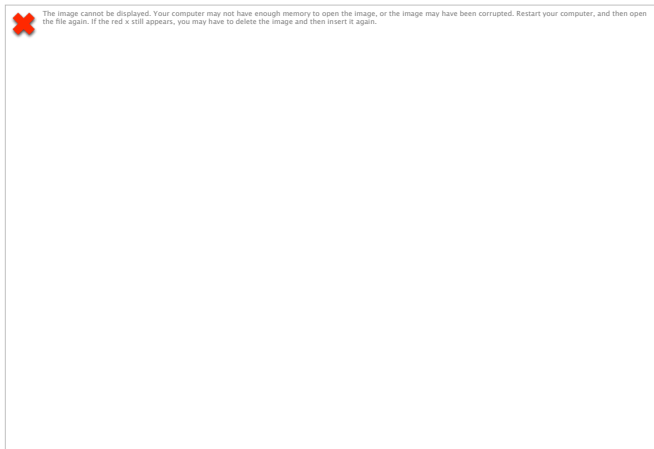 The image cannot be displayed. Your computer may not have enough memory to open the image, or the image may have been corrupted. Restart your computer, and then open
the file again. If the red x still appears, you may have to delete the image and then insert it again.